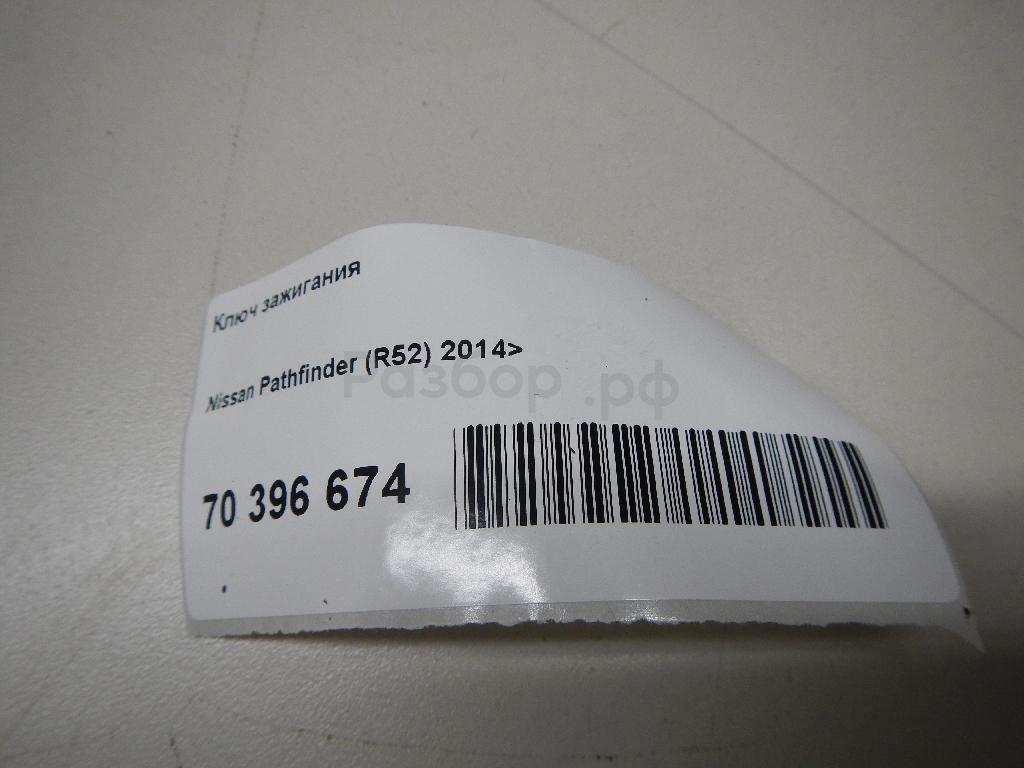 Ключ зажигания
Nissan Pathfinder (R52) 2014>
Разбор.рф
70 396 674